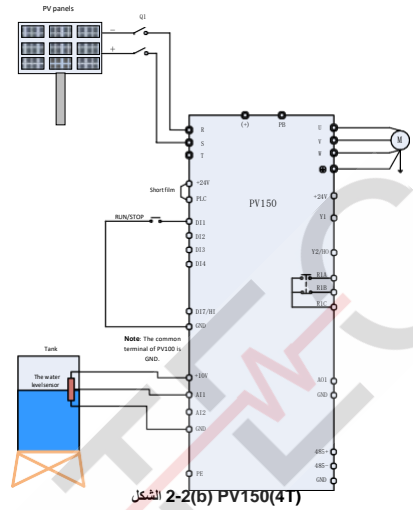 PV panels
Q1
−
+
(+)
PB
R
S
T
U
V
W
M
+24V
PLC
Short film
PV150
+24V
Y1
RUN/STOP
DI1
DI2
DI3
DI4
Y2/HO
R1A
R1B
R1C
DI7/HI
GND
Note: The common
terminal of PV100 is
GND.
Tank
The water
level sensor
+10V
AI1
AI2
GND
AO1
GND
PE
485+
485-
GND
الشكل 2-2(b) PV150(4T)